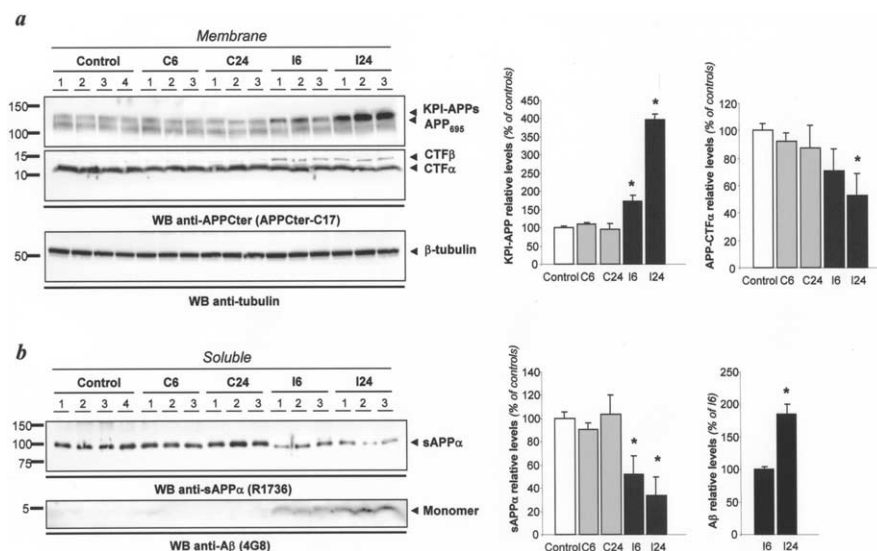 a
Membrane
Control C6 C24 I6 I24
1 2 3 4 1 2 3 1 2 3 1 2 3 1 2 3
150
100
KPI-APPs
APP695
15
10
CTFβ
CTFα
WB anti-APPCter (APPCter-C17)
50
β-tubulin
WB anti-tubulin
KPI-APP relative levels (% of controls)
450
400
350
300
250
200
150
100
50
0
* *
Control C6 C24 I6 I24
APP-CTFα relative levels (% of controls)
120
100
80
60
40
20
0
*
Control C6 C24 I6 I24
b
Soluble
Control C6 C24 I6 I24
1 2 3 4 1 2 3 1 2 3 1 2 3 1 2 3
150
100
75
sAPPα
WB anti-sAPPα (R1736)
5
Monomer
WB anti-Aβ (4G8)
sAPPα relative levels (% of controls)
140
120
100
80
60
40
20
0
* *
Control C6 C24 I6 I24
Aβ relative levels (% of I6)
250
200
150
100
50
0
*
I6 I24